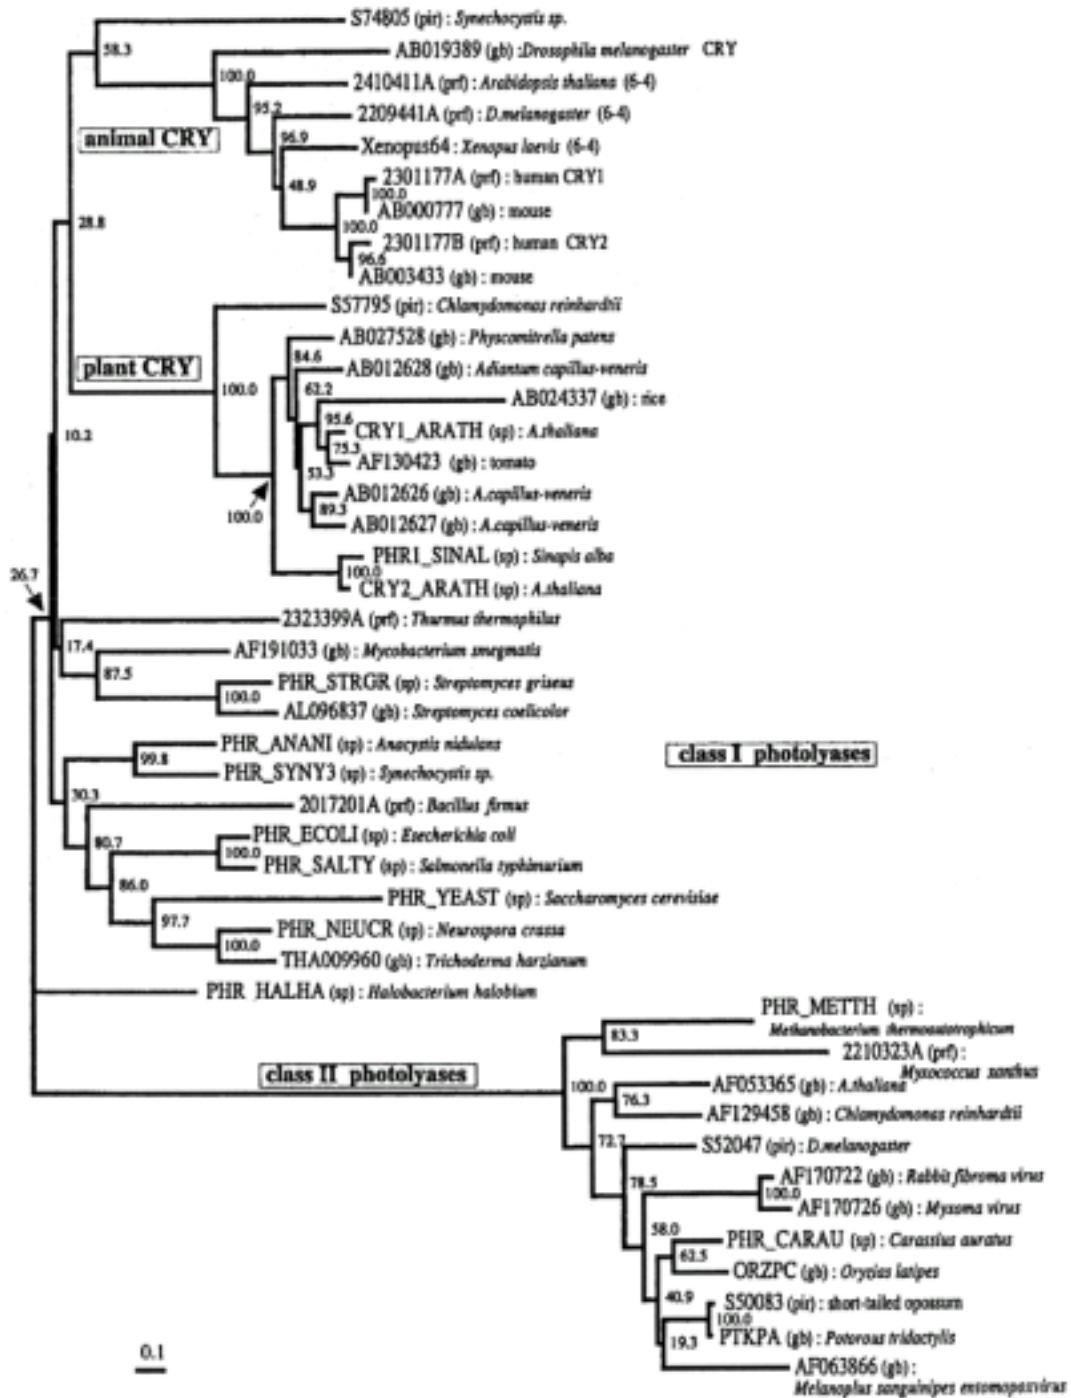 S74805 (pir) : Synechocystis sp.
58.3
AB019389 (gb) :Drosophila melanogaster CRY
100.0
2410411A (prf) : Arabidopsis thaliana (6-4)
95.2
2209441A (prf) : D.melanogaster (6-4)
animal CRY
96.9
Xenopus64 : Xenopus laevis (6-4)
2301177A (prf) : human CRY1
48.9
100.0
AB000777 (gb) : mouse
28.8
100.0
2301177B (prf) : human CRY2
96.6
AB003433 (gb) : mouse
S57795 (pir) : Chlamydomonas reinhardtii
AB027528 (gb) : Physcomitrella patens
84.6
plant CRY
AB012628 (gb) : Adiantum capillus-veneris
100.0
62.2
AB024337 (gb) : rice
95.6
10.2
CRY1_ARATH (sp) : A.thaliana
75.3
AF130423 (gb) : tomato
53.3
AB012626 (gb) : A.capillus-veneris
89.3
100.0
AB012627 (gb) : A.capillus-veneris
PHR1_SINAL (sp) : Sinapis alba
26.7
100.0
CRY2_ARATH (sp) : A.thaliana
2323399A (prf) : Thurmus thermophilus
17.4
AF191033 (gb) : Mycobacterium smegmatis
87.5
PHR_STRGR (sp) : Streptomyces griseus
100.0
AL096837 (gb) : Streptomyces coelicolor
PHR_ANANI (sp) : Anacystis nidulans
class I photolyases
99.8
PHR_SYNY3 (sp) : Synechocystis sp.
30.3
2017201A (prf) : Bacillus firmus
80.7
PHR_ECOLI (sp) : Esecherichia coli
100.0
PHR_SALTY (sp) : Salmonella typhimurium
86.0
PHR_YEAST (sp) : Saccharomyces cerevisiae
97.7
PHR_NEUCR (sp) : Neurospora crassa
100.0
THA009960 (gb) : Trichoderma harzianum
PHR_HALHA (sp) : Halobacterium halobium
PHR_METTH (sp) :
Methanobacterium thermoautotrophicum
83.3
2210323A (prf) :
Myxococcus xanthus
class II photolyases
100.0
AF053365 (gb) : A.thaliana
76.3
AF129458 (gb) : Chlamydomonas reinhardtii
72.7
S52047 (pir) : D.melanogaster
78.5
AF170722 (gb) : Rabbit fibroma virus
100.0
AF170726 (gb) : Myxoma virus
58.0
PHR_CARAU (sp) : Carassius auratus
62.5
ORZPC (gb) : Oryzias latipes
40.9
S50083 (pir) : short-tailed opossum
100.0
PTKPA (gb) : Potorous tridactylis
19.3
0.1
AF063866 (gb) :
Melanoplus sanguinipes entomopoxvirus